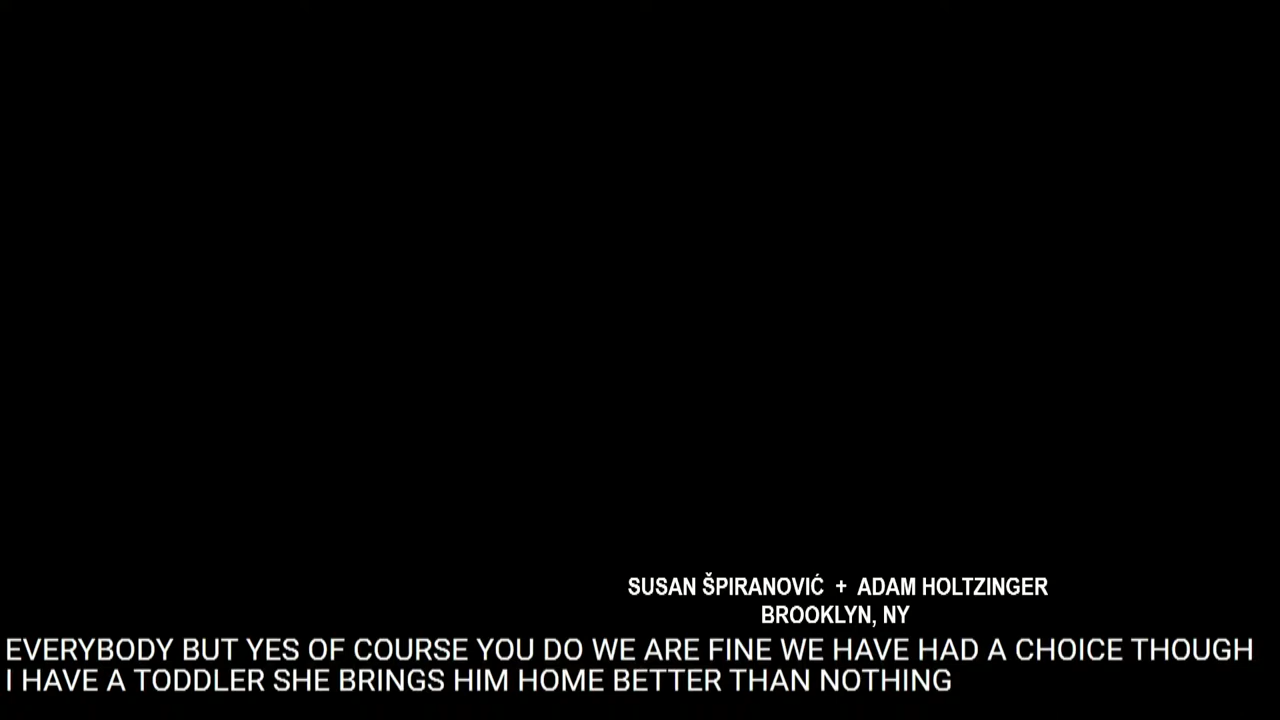 SUSAN ŠPIRANOVIĆ + ADAM HOLTZINGER
BROOKLYN, NY
EVERYBODY BUT YES OF COURSE YOU DO WE ARE FINE WE HAVE HAD A CHOICE THOUGH
I HAVE A TODDLER SHE BRINGS HIM HOME BETTER THAN NOTHING